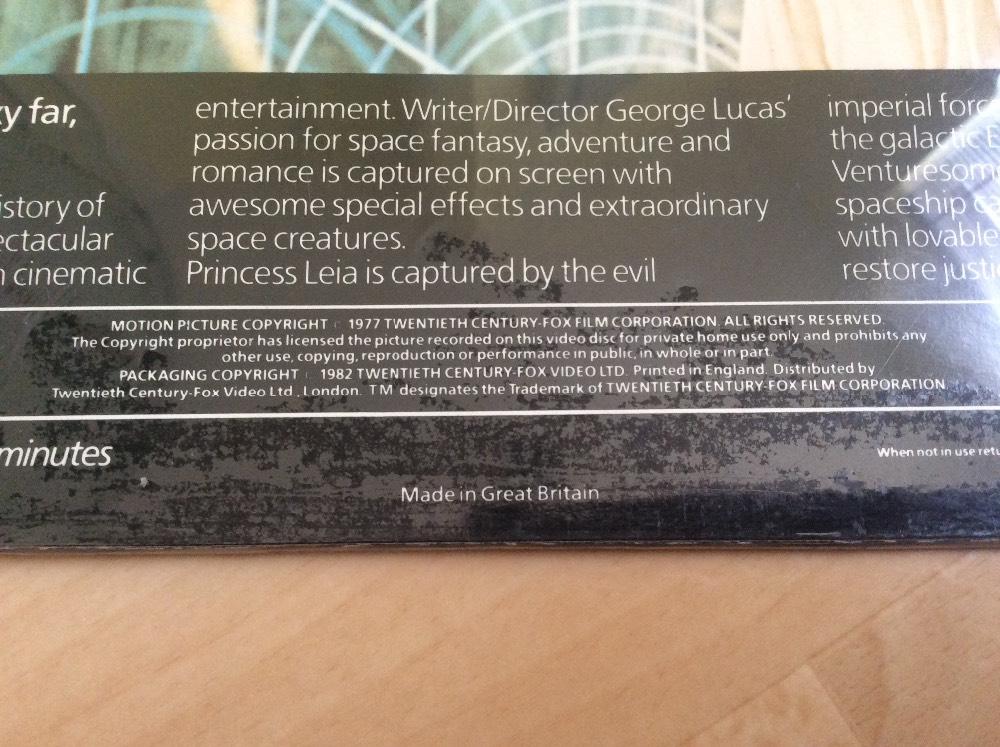 xy far,
istory of
ectacular
n cinematic
entertainment. Writer/Director George Lucas'
passion for space fantasy, adventure and
romance is captured on screen with
awesome special effects and extraordinary
space creatures.
Princess Leia is captured by the evil
imperial forc
the galactic E
Venturesom
spaceship ca
with lovable
restore justi
MOTION PICTURE COPYRIGHT 1977 TWENTIETH CENTURY-FOX FILM CORPORATION. ALL RIGHTS RESERVED.
The Copyright proprietor has licensed the picture recorded on this video disc for private home use only and prohibits any
other use, copying, reproduction or performance in public, in whole or in part.
PACKAGING COPYRIGHT 1982 TWENTIETH CENTURY-FOX VIDEO LTD. Printed in England. Distributed by
Twentieth Century-Fox Video Ltd., London. TM designates the Trademark of TWENTIETH CENTURY-FOX FILM CORPORATION.
minutes
When not in use retu
Made in Great Britain